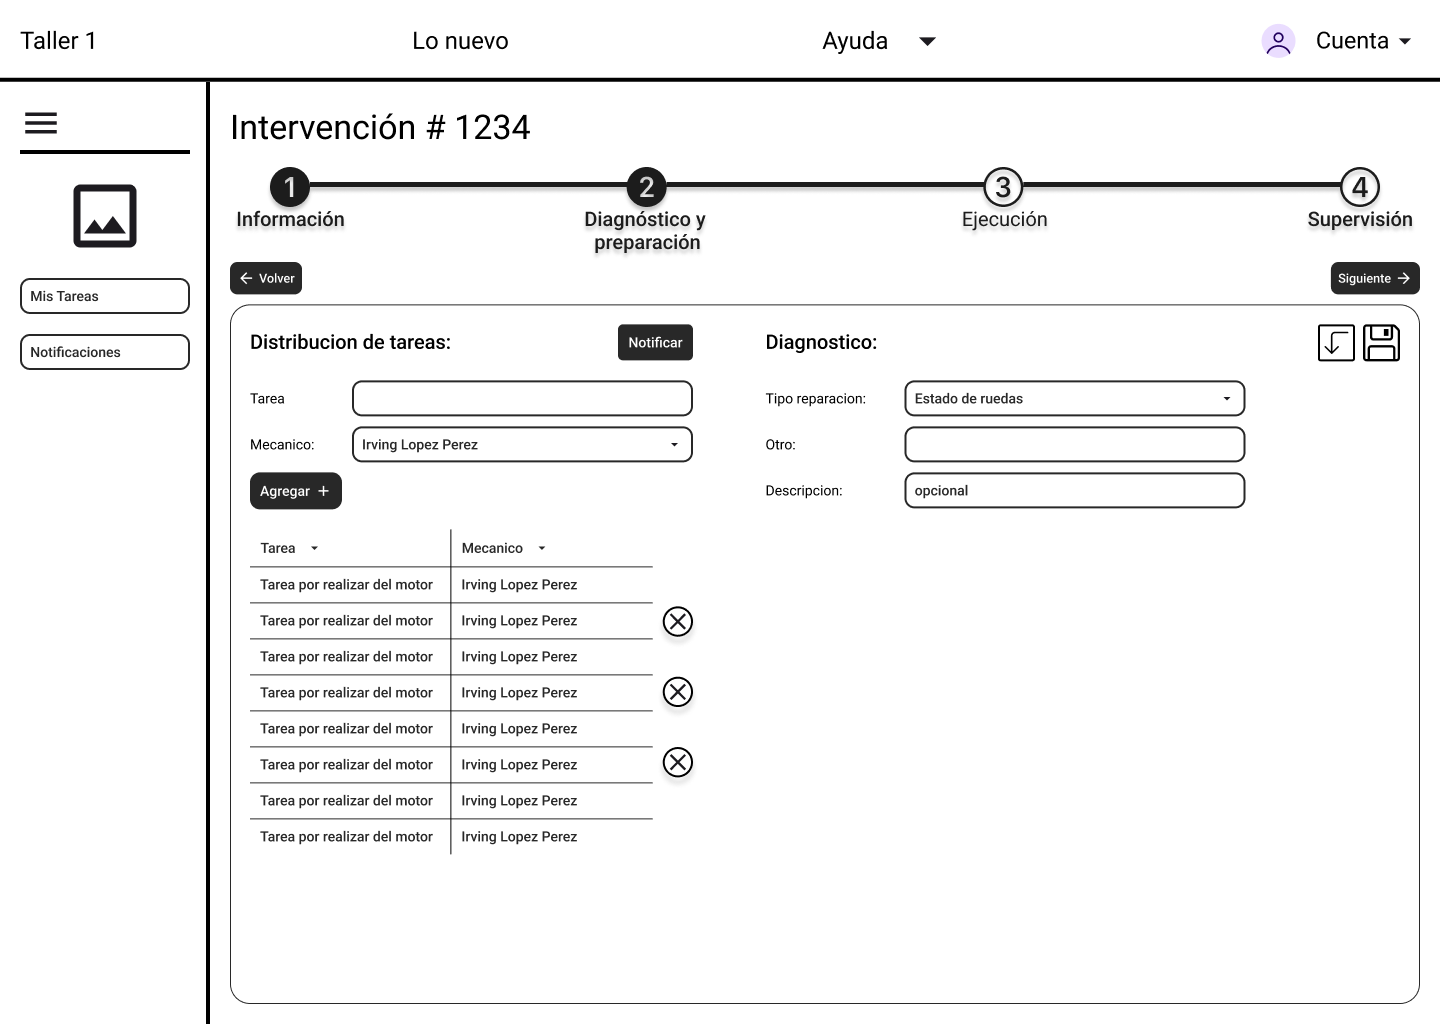 Taller 1
Lo nuevo
Ayuda
Cuenta
Intervención # 1234
1
2
3
4
Información
Diagnóstico y
preparación
Ejecución
Supervisión
Volver
Siguiente
Mis Tareas
Notificaciones
Distribucion de tareas:
Notificar
Tarea
Mecanico:
Irving Lopez Perez
Agregar +
Tarea
Mecanico
Tarea por realizar del motor
Irving Lopez Perez
Tarea por realizar del motor
Irving Lopez Perez
Tarea por realizar del motor
Irving Lopez Perez
Tarea por realizar del motor
Irving Lopez Perez
Tarea por realizar del motor
Irving Lopez Perez
Tarea por realizar del motor
Irving Lopez Perez
Tarea por realizar del motor
Irving Lopez Perez
Tarea por realizar del motor
Irving Lopez Perez
Diagnostico:
Tipo reparacion:
Estado de ruedas
Otro:
Descripcion:
opcional